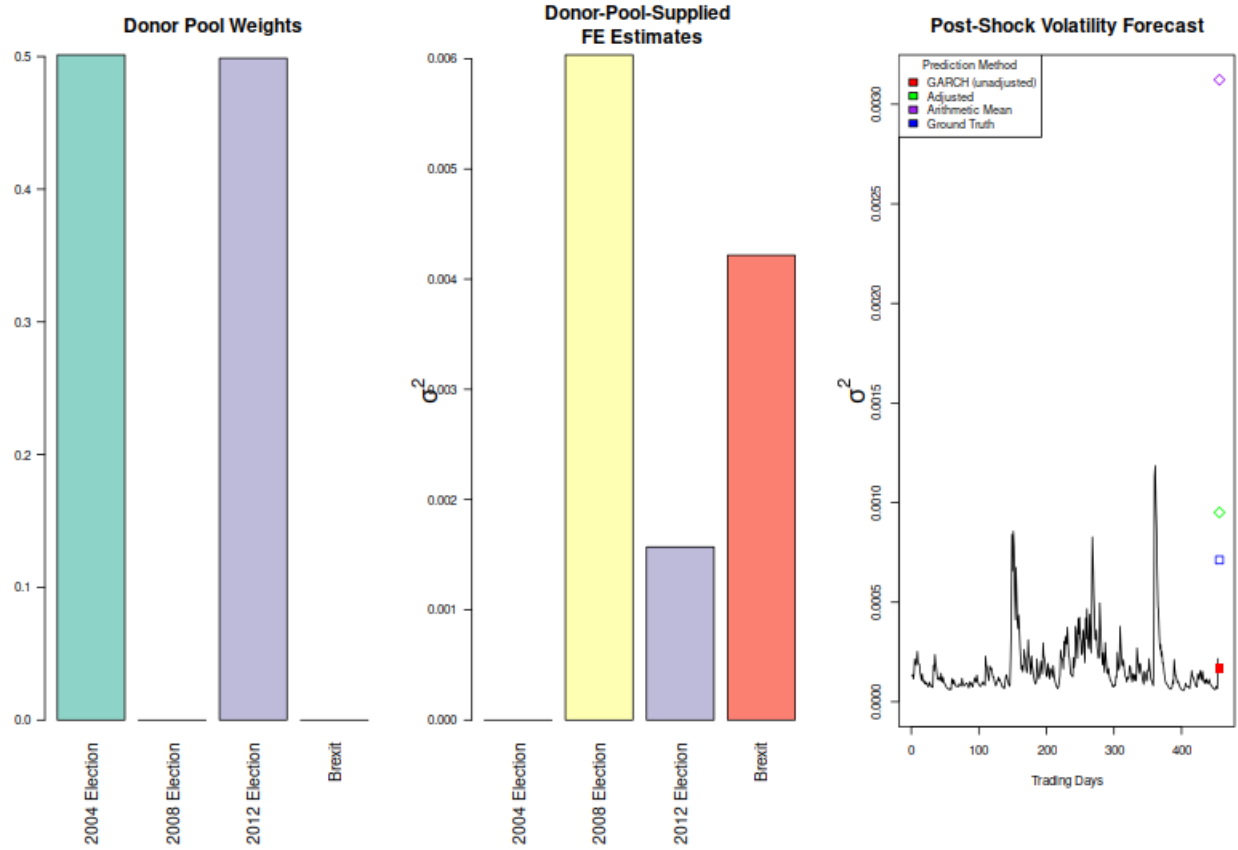 Donor Pool Weights
0.5
0.4
0.3
0.2
0.1
0.0
2004 Election
2008 Election
2012 Election
Brexit
Donor-Pool-Supplied
FE Estimates
σ2
0.006
0.005
0.004
0.003
0.002
0.001
0.000
2004 Election
2008 Election
2012 Election
Brexit
Post-Shock Volatility Forecast
Prediction Method
GARCH (unadjusted)
Adjusted
Arithmetic Mean
Ground Truth
σ2
0.0030
0.0025
0.0020
0.0015
0.0010
0.0005
0.0000
0
100
200
300
400
Trading Days